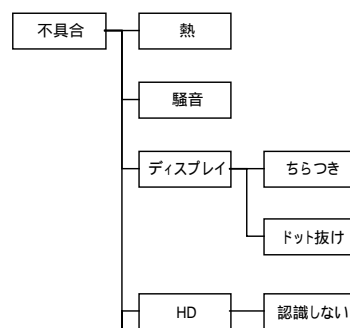 不具合
熱
騒音
ディスプレイ
ちらつき
ドット抜け
HD
認識しない